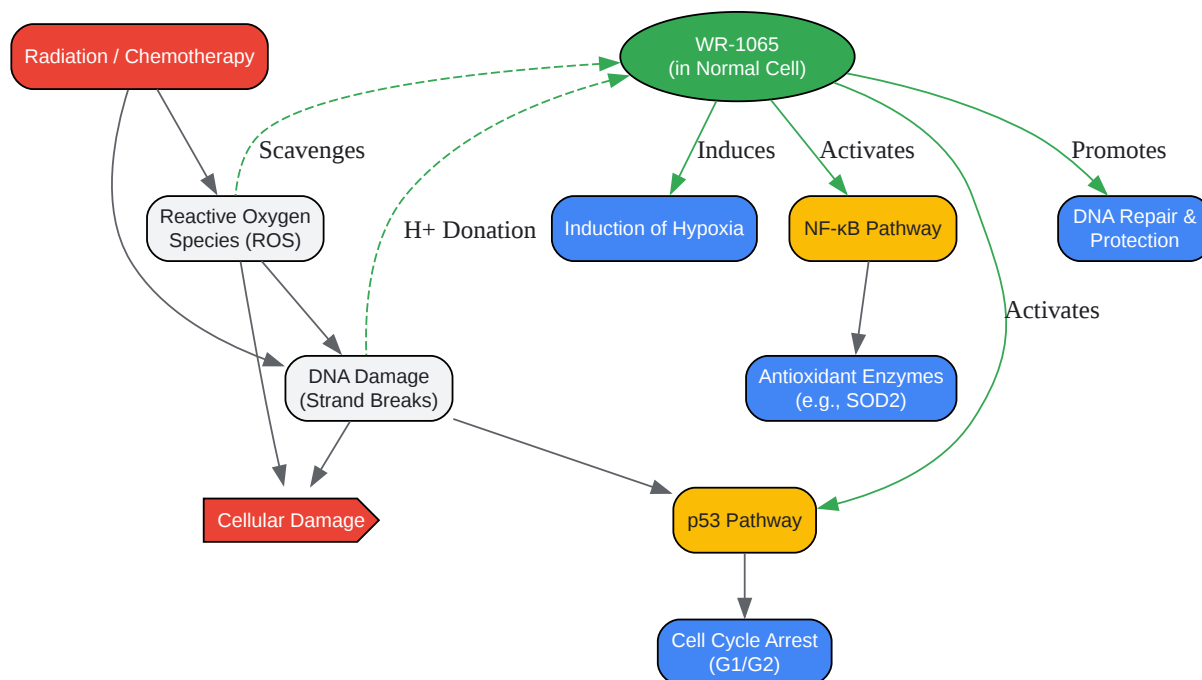 Radiation / Chemotherapy
WR-1065
(in Normal Cell)
Scavenges
Induces
Activates
Promotes
Reactive Oxygen
Species (ROS)
H+ Donation
Induction of Hypoxia
NF-κB Pathway
DNA Repair &
Protection
Activates
DNA Damage
(Strand Breaks)
Antioxidant Enzymes
(e.g., SOD2)
Cellular Damage
p53 Pathway
Cell Cycle Arrest
(G1/G2)